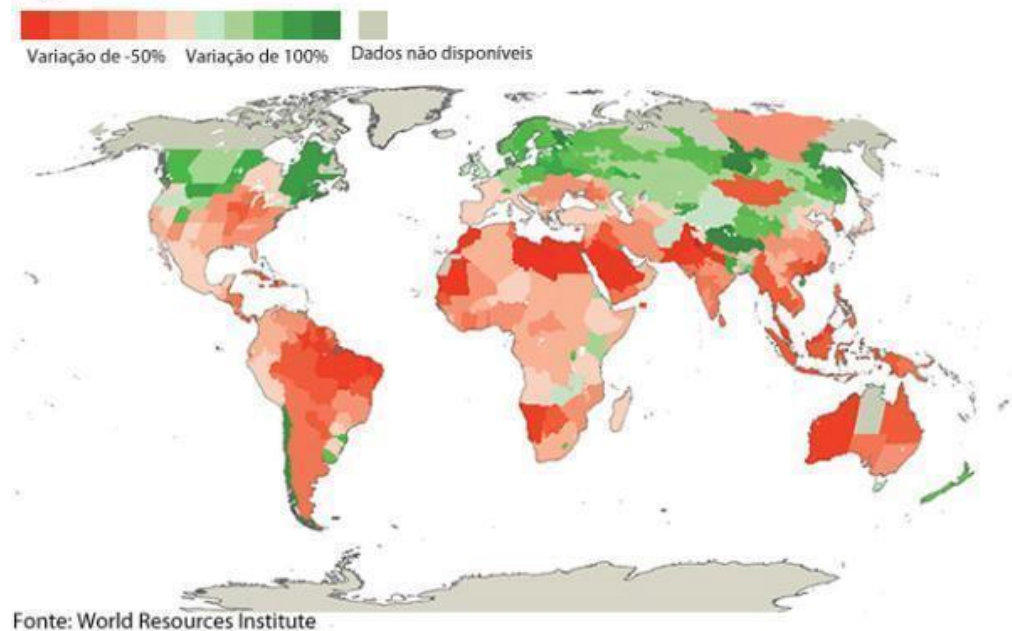 Variação de -50% Variação de 100% Dados não disponíveis
Fonte: World Resources Institute